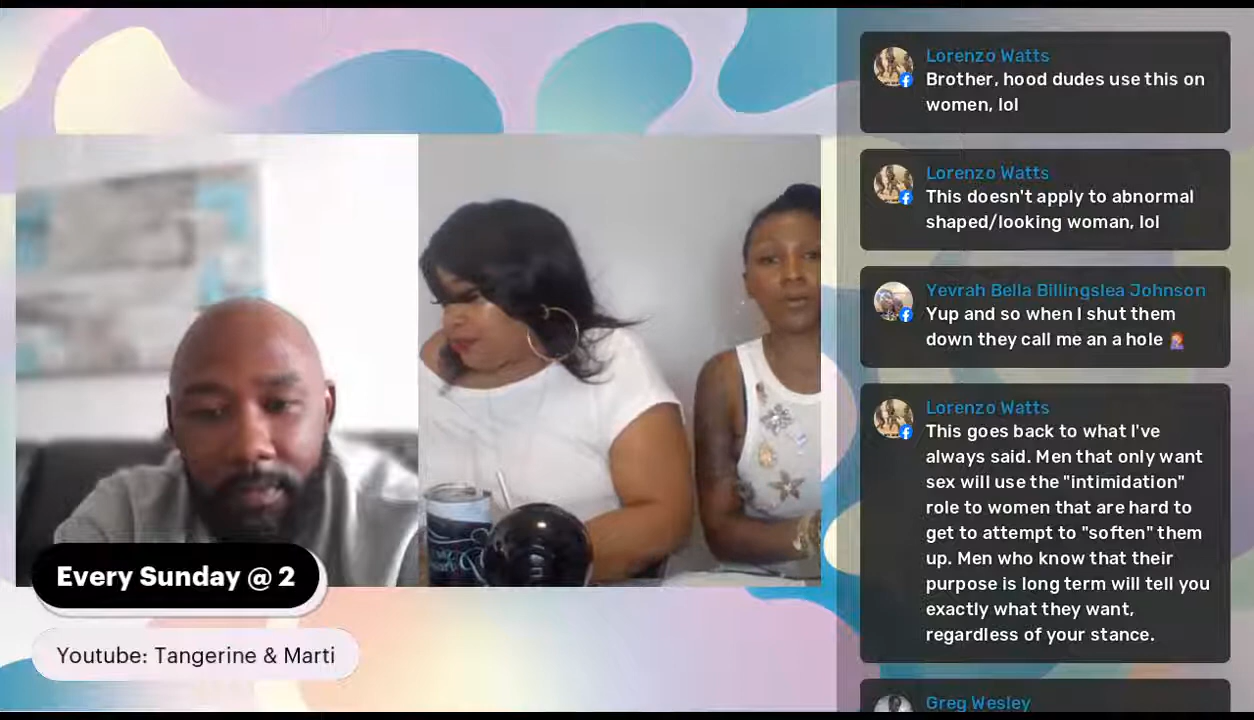 Lorenzo Watts
Brother, hood dudes use this on
women, lol
Lorenzo Watts
This doesn't apply to abnormal
shaped/looking woman, lol
Yevrah Bella Billingslea Johnson
Yup and so when I shut them
down they call me an a hole 🤦🏽‍♀️
Lorenzo Watts
This goes back to what I've
always said. Men that only want
sex will use the "intimidation"
role to women that are hard to
get to attempt to "soften" them
up. Men who know that their
purpose is long term will tell you
exactly what they want,
regardless of your stance.
Greg Wesley
Every Sunday @ 2
Youtube: Tangerine & Marti